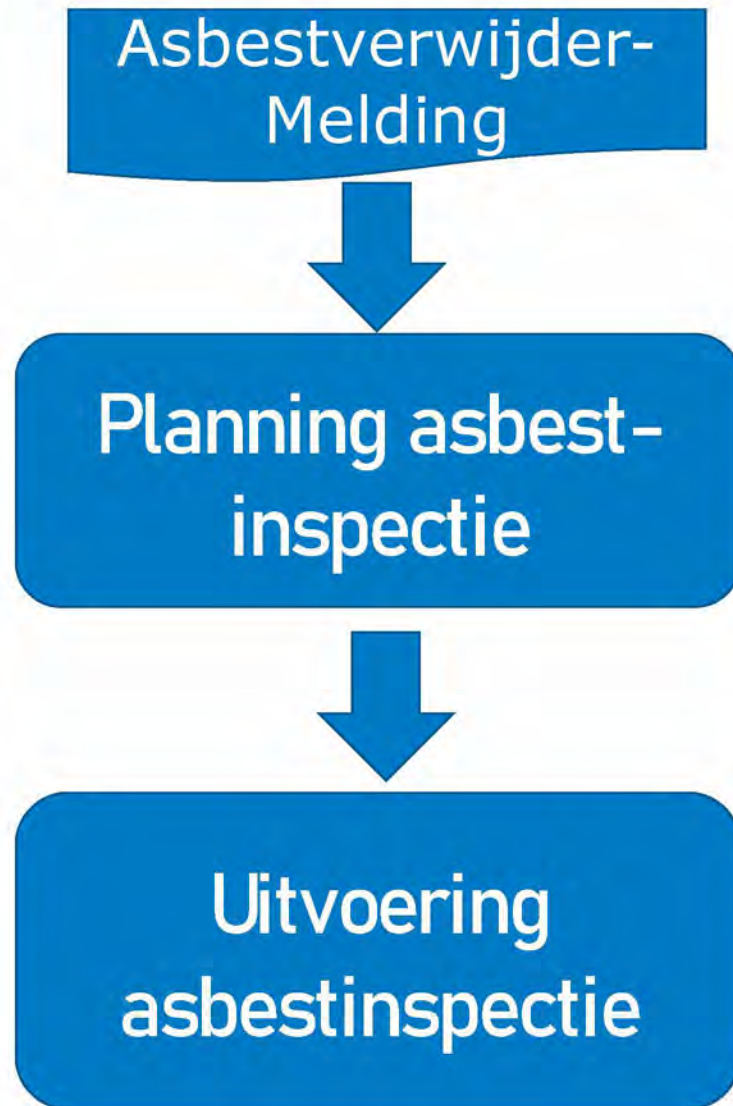 Asbestverwijder-
Melding
Planning asbest-
inspectie
Uitvoering
asbestinspectie